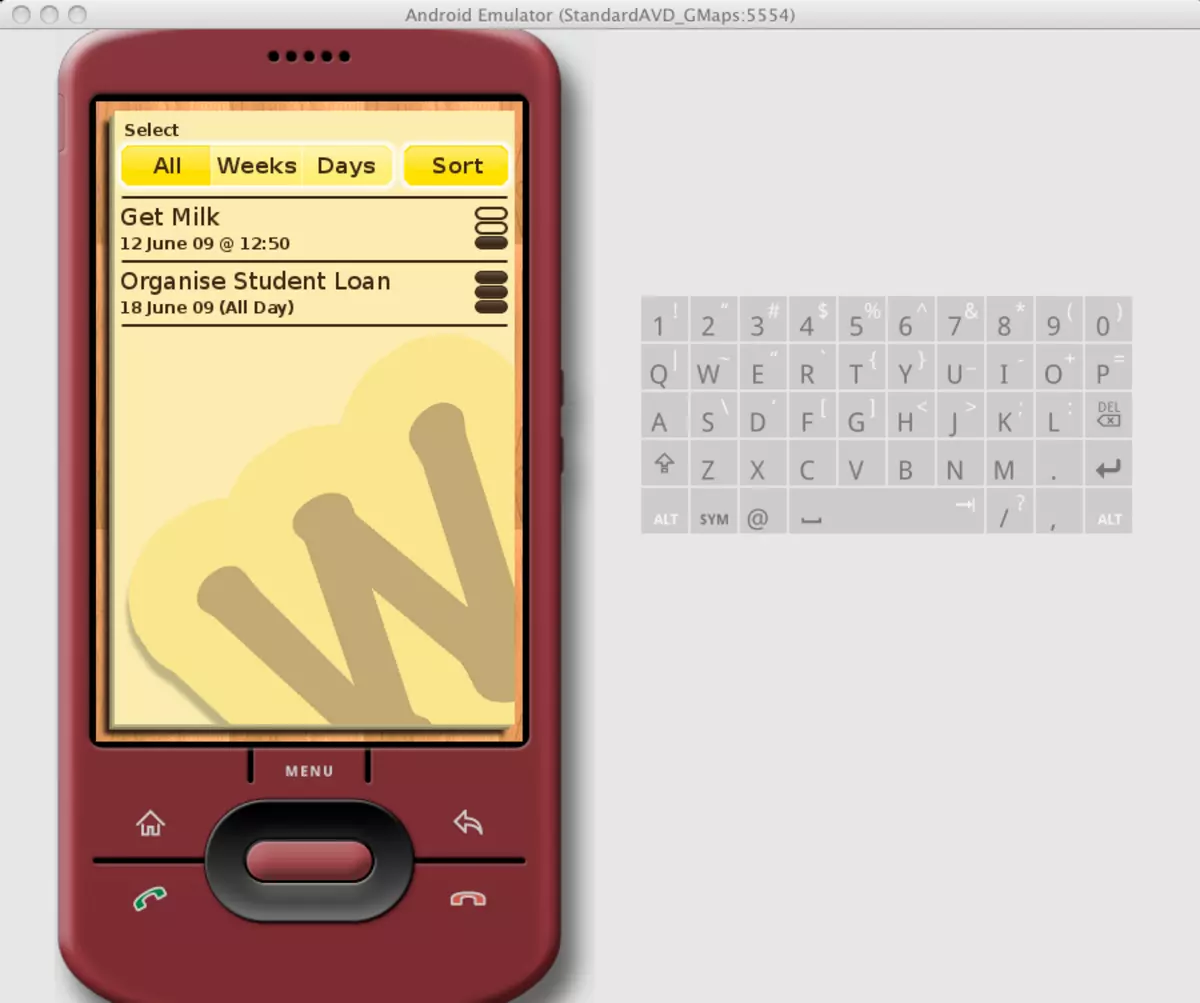 Android Emulator (StandardAVD_GMaps:5554)
Select
All Weeks Days Sort
Get Milk
12 June 09 @ 12:50
Organise Student Loan
18 June 09 (All Day)
W
MENU
1 ! 2 “ 3 # 4 $ 5 % 6 ^ 7 & 8 * 9 ( 0 )
Q | W ~ E “ R ` T { Y } U _ I - O + P =
A S \ D ‘ F [ G ] H < J > K ; L : DEL
Z X C V B N M .
ALT SYM @ / ? , ALT